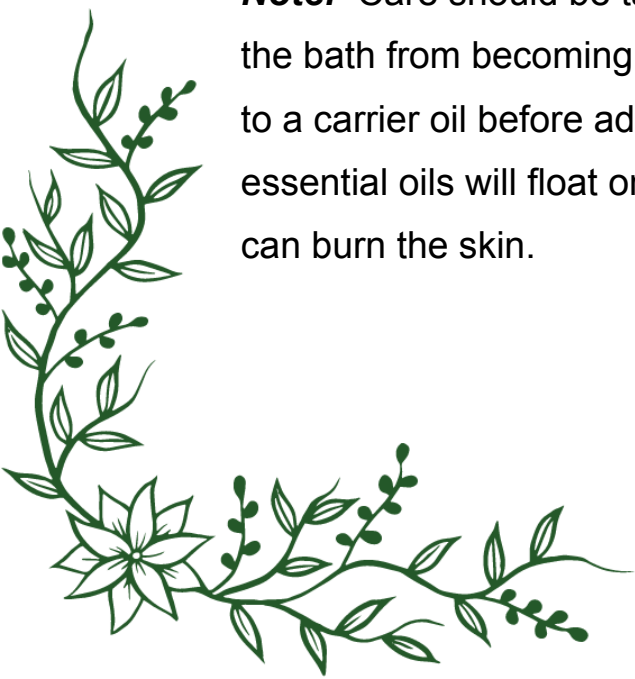 Note: Care should be
the bath from becoming
to a carrier oil before
essential oils will float
can burn the skin.